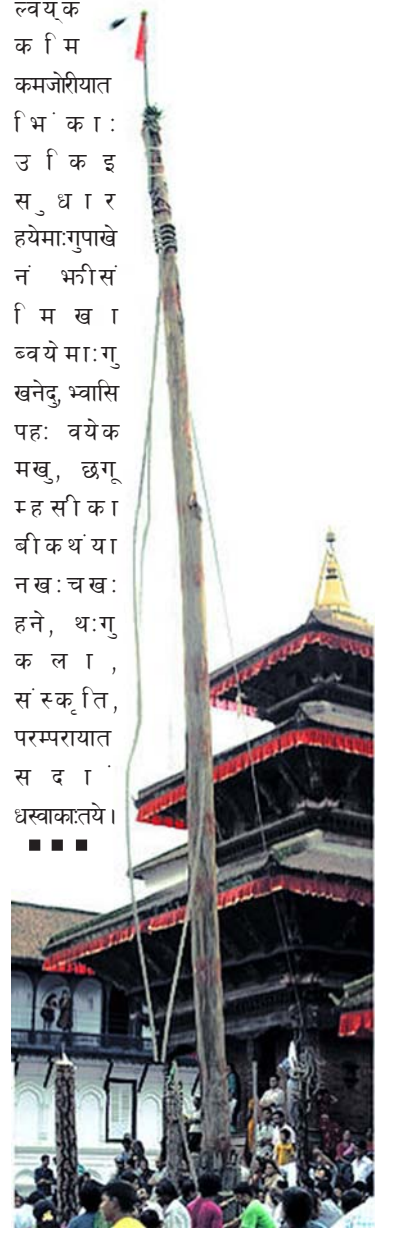 ल्वय्‌क
कमि
कमजोरीयात
भिंका:
उकिइ
सुधार
हयेमा:गुपाखे
नं झीसं
मिखा
ब्वयेमा:गु
खनेदु, भ्वासि
पह: वयेक
मखु, छगू
म्हसीका
बीकथंया
नख:चख:
हने, थ:गु
कला,
संस्कृति,
परम्परायात
सदां
धस्वाका:तये।